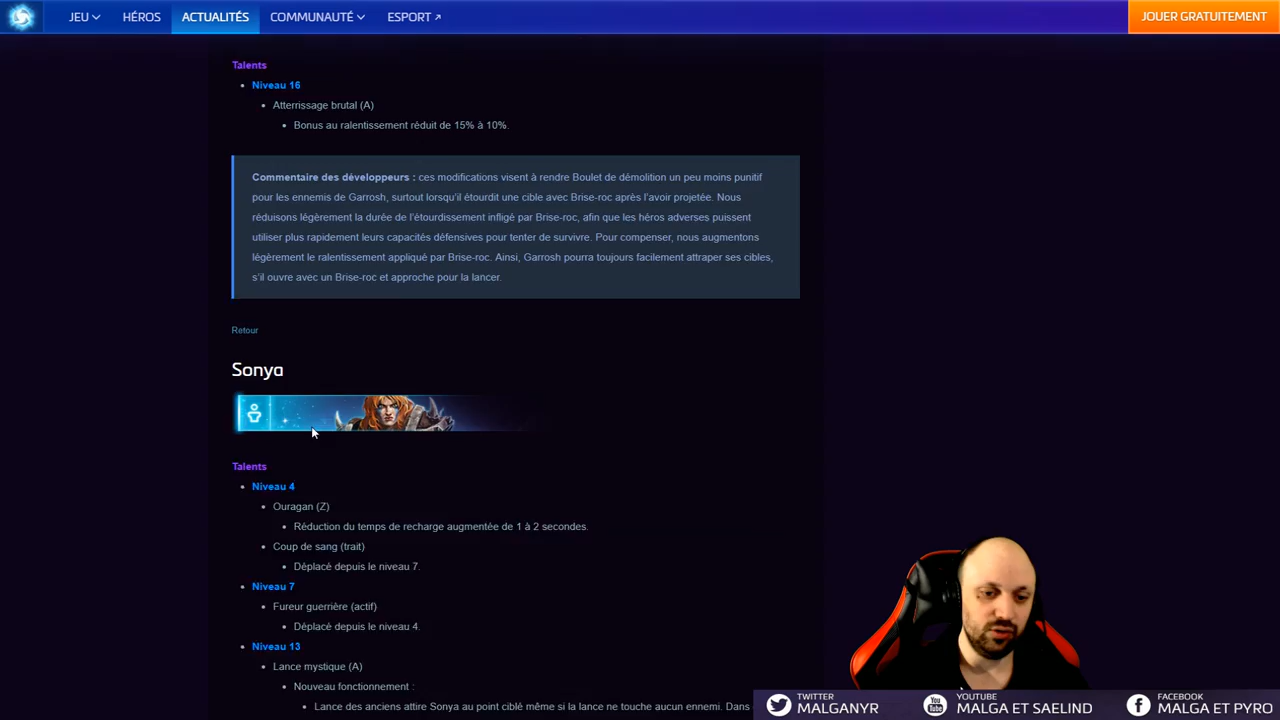 JEU
HÉROS
ACTUALITÉS
COMMUNAUTÉ
ESPORT
JOUER GRATUITEMENT
Talents
Niveau 16
Atterrissage brutal (A)
Bonus au ralentissement réduit de 15% à 10%.
Commentaire des développeurs : ces modifications visent à rendre Boulet de démolition un peu moins punitif
pour les ennemis de Garrosh, surtout lorsqu'il étourdit une cible avec Brise-roc après l'avoir projetée. Nous
réduisons légèrement la durée de l'étourdissement infligé par Brise-roc, afin que les héros adverses puissent
utiliser plus rapidement leurs capacités défensives pour tenter de survivre. Pour compenser, nous augmentons
légèrement le ralentissement appliqué par Brise-roc. Ainsi, Garrosh pourra toujours facilement attraper ses cibles,
s'il ouvre avec un Brise-roc et approche pour la lancer.
Retour
Sonya
Talents
Niveau 4
Ouragan (Z)
Réduction du temps de recharge augmentée de 1 à 2 secondes.
Coup de sang (trait)
Déplacé depuis le niveau 7.
Niveau 7
Fureur guerrière (actif)
Déplacé depuis le niveau 4.
Niveau 13
Lance mystique (A)
Nouveau fonctionnement :
Lance des anciens attire Sonya au point ciblé même si la lance ne touche aucun ennemi. Dans
TWITTER
MALGANYR
YOUTUBE
MALGA ET SAELIND
FACEBOOK
MALGA ET PYRO